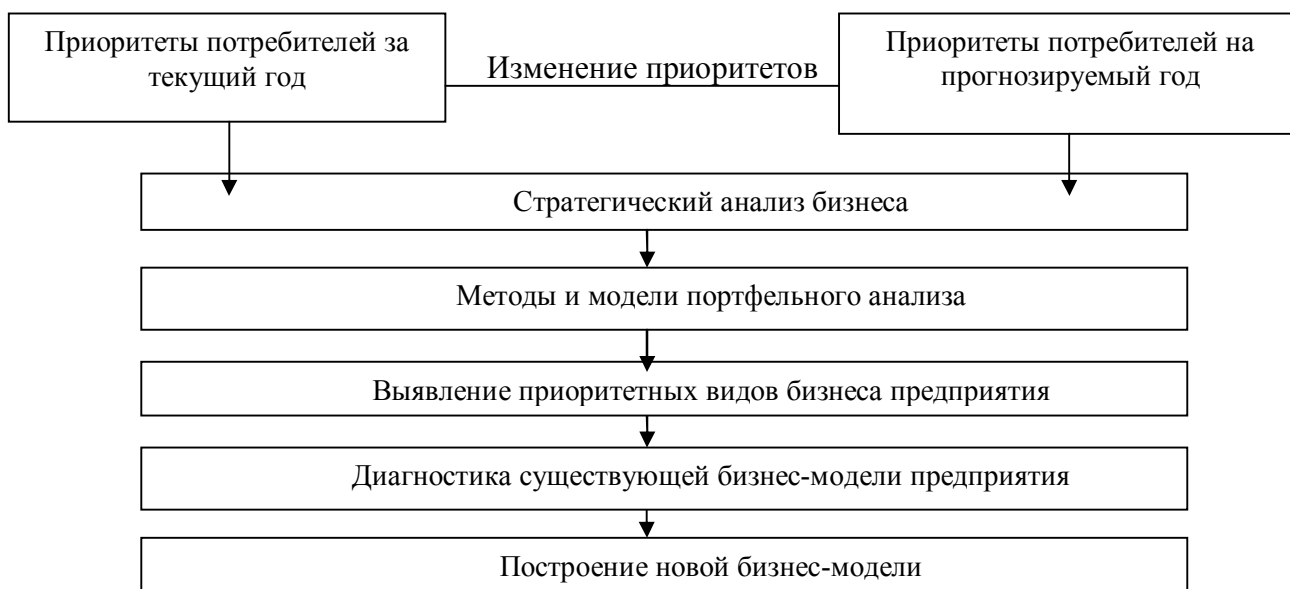 Приоритеты потребителей за
текущий год
Изменение приоритетов
Приоритеты потребителей на
прогнозируемый год
Стратегический анализ бизнеса
Методы и модели портфельного анализа
Выявление приоритетных видов бизнеса предприятия
Диагностика существующей бизнес-модели предприятия
Построение новой бизнес-модели